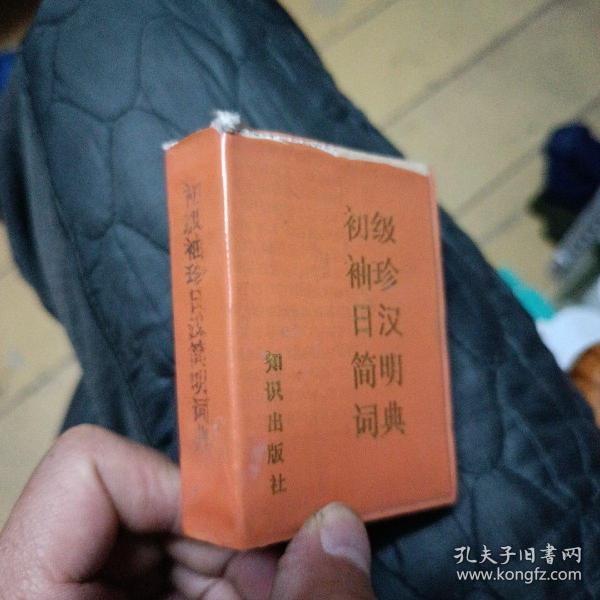 初级
袖珍
日汉
简明
词典
知识出版社
初级袖珍日汉简明词典
孔夫子旧書网
www.kongfz.com